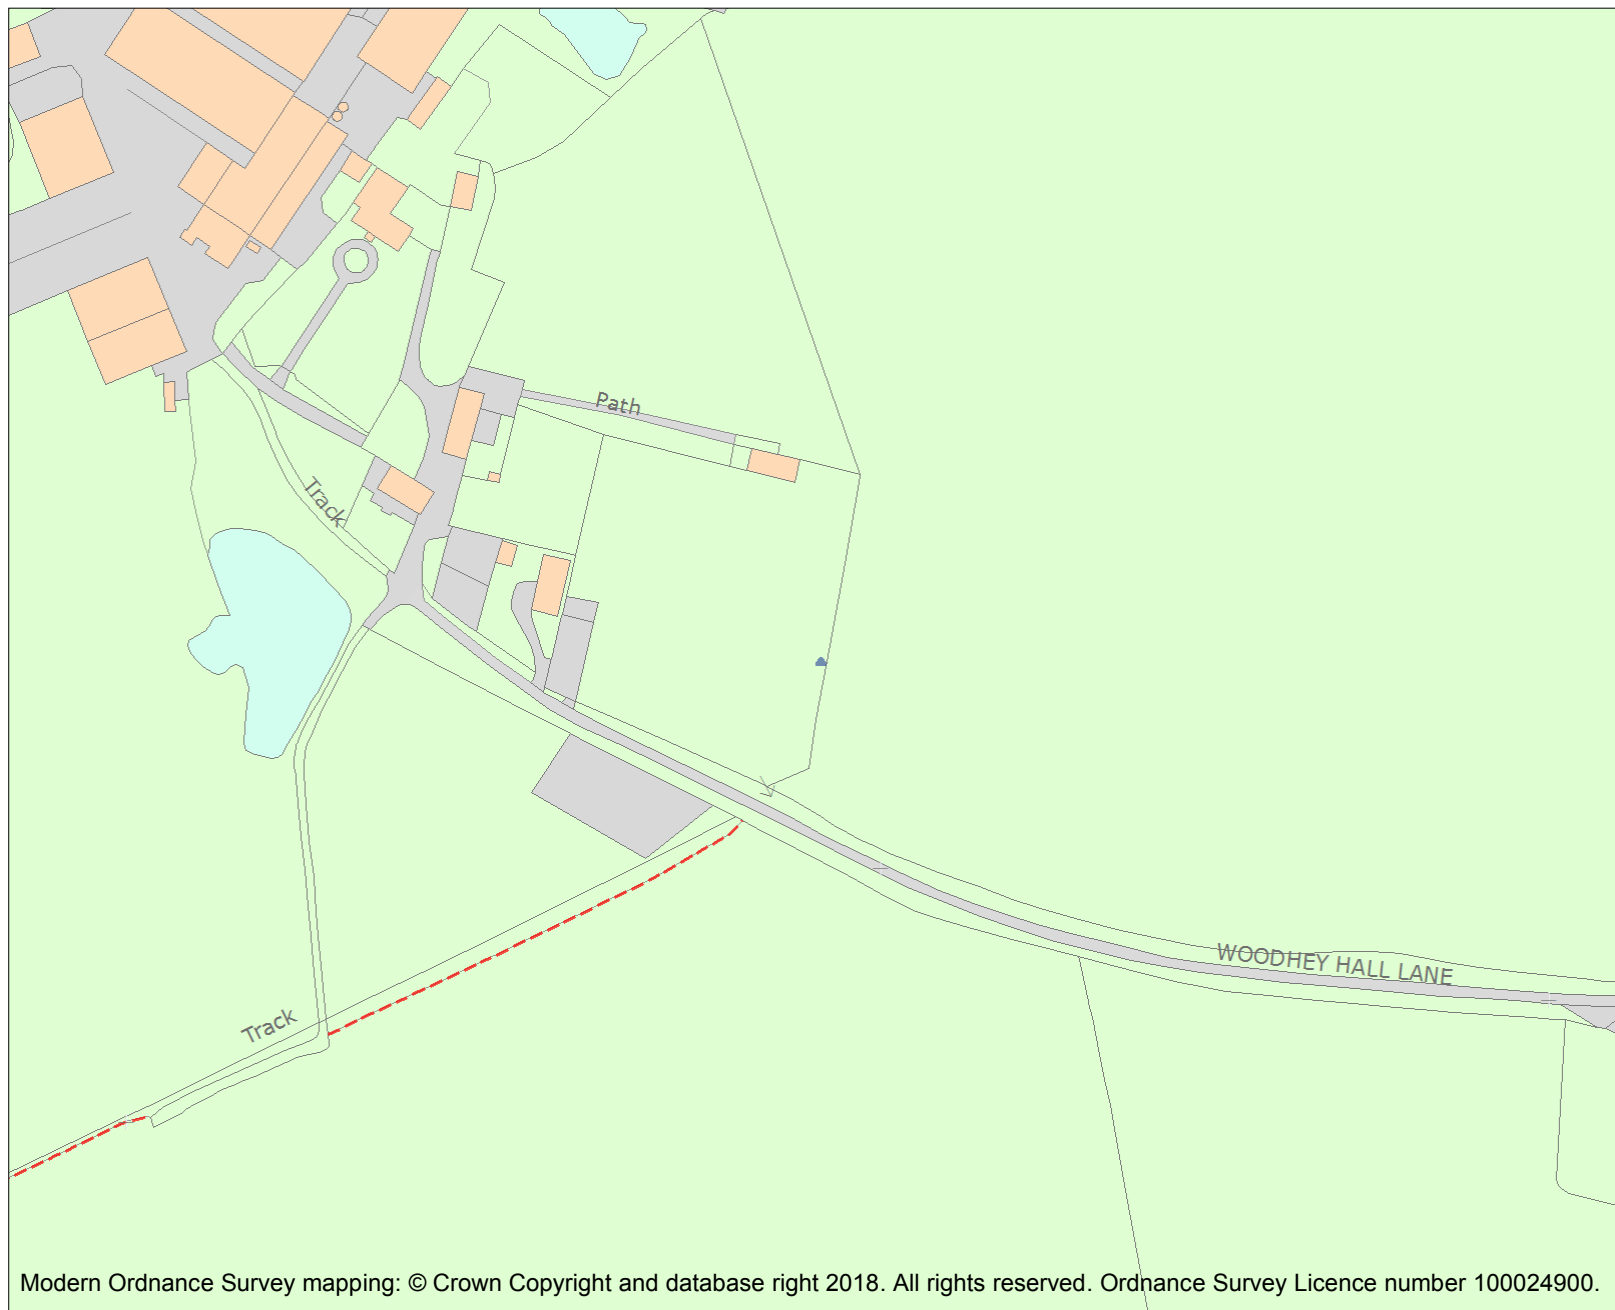 Path
Track
WOODHEY HALL LANE
Track
Modern Ordnance Survey mapping: © Crown Copyright and database right 2018. All rights reserved. Ordnance Survey Licence number 100024900.